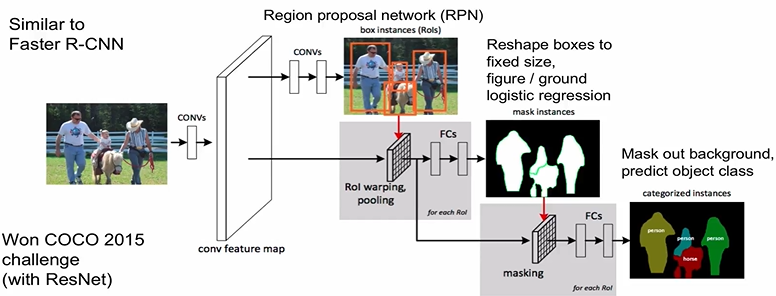 Similar to
Faster R-CNN
Region proposal network (RPN)
box instances (RoIs)
CONVs
CONVs
conv feature map
RoI warping,
pooling
FCs
for each RoI
Reshape boxes to
fixed size,
figure / ground
logistic regression
mask instances
masking
FCs
for each RoI
Mask out background,
predict object class
categorized instances
person
person
person
horse
Won COCO 2015
challenge
(with ResNet)